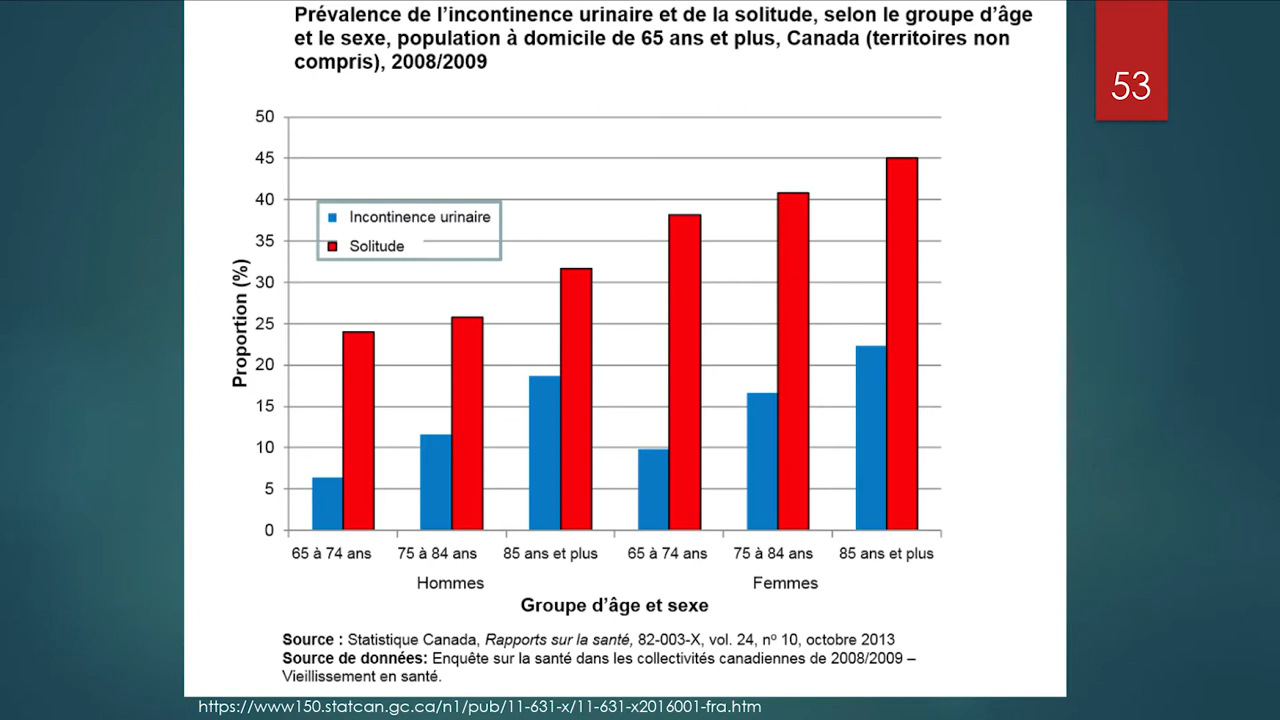 Prévalence de l’incontinence urinaire et de la solitude, selon le groupe d’âge
et le sexe, population à domicile de 65 ans et plus, Canada (territoires non
compris), 2008/2009
53
50
45
40
35
30
25
20
15
10
5
0
Proportion (%)
Incontinence urinaire
Solitude
65 à 74 ans 75 à 84 ans 85 ans et plus 65 à 74 ans 75 à 84 ans 85 ans et plus
Hommes Femmes
Groupe d’âge et sexe
Source : Statistique Canada, Rapports sur la santé, 82-003-X, vol. 24, nº 10, octobre 2013
Source de données: Enquête sur la santé dans les collectivités canadiennes de 2008/2009 –
Vieillissement en santé.
https://www150.statcan.gc.ca/n1/pub/11-631-x/11-631-x2016001-fra.htm